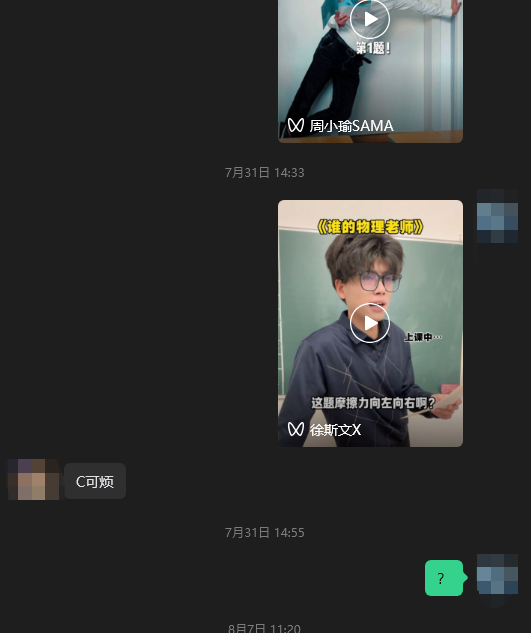 第1题!
周小瑜SAMA
7月31日 14:33
《谁的物理老师》
上课中…
这题摩擦力向左向右啊?
徐斯文X
C可烦
7月31日 14:55
?
8月7日 11:20